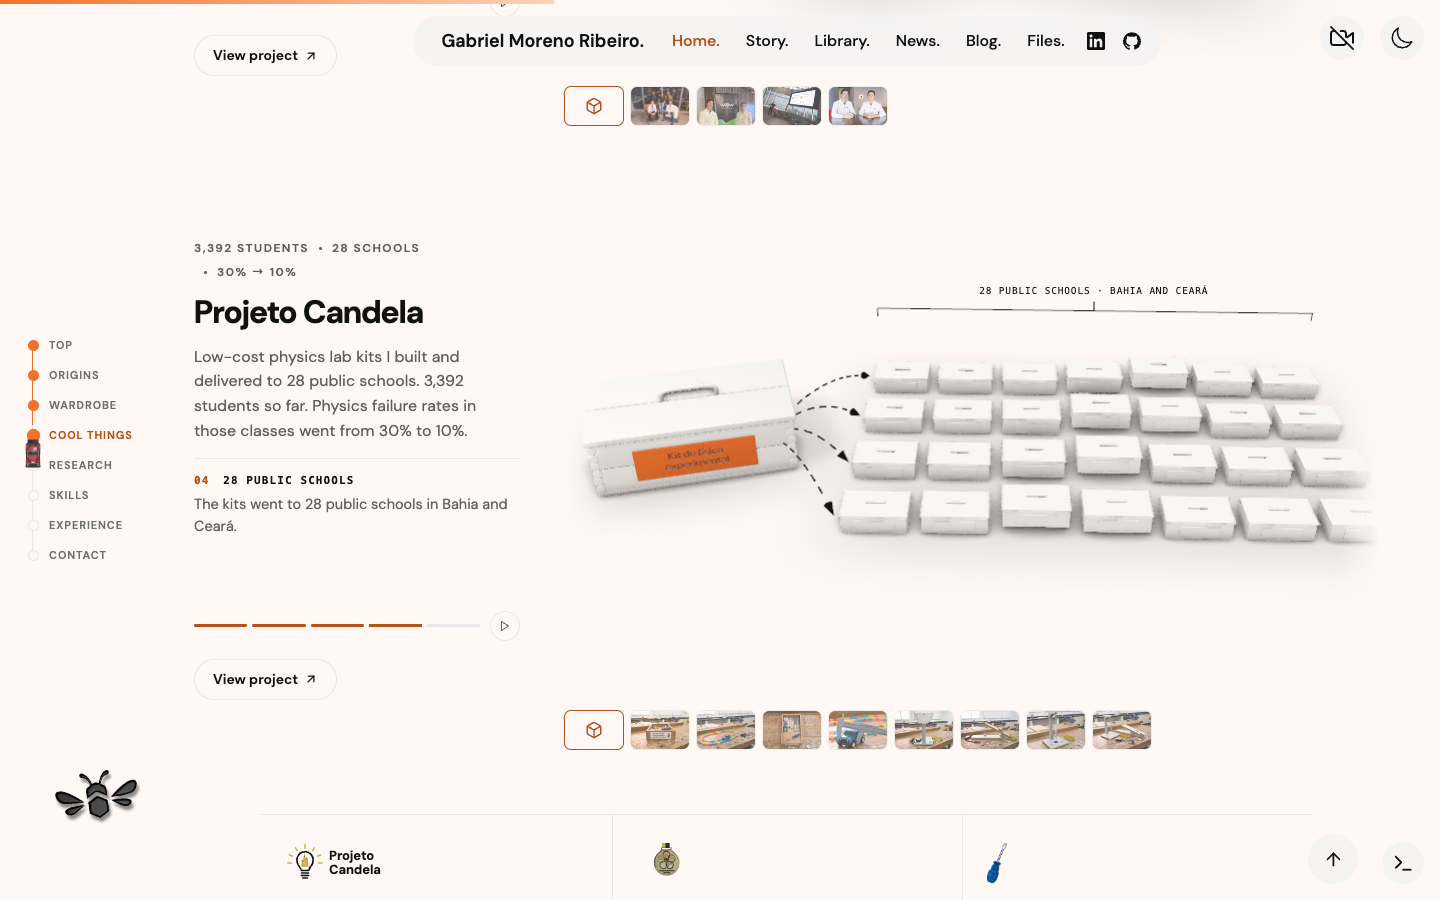 View project
Gabriel Moreno Ribeiro.
Home.
Story.
Library.
News.
Blog.
Files.
3,392 STUDENTS • 28 SCHOOLS
• 30% → 10%
Projeto Candela
Low-cost physics lab kits I built and
delivered to 28 public schools. 3,392
students so far. Physics failure rates in
those classes went from 30% to 10%.
04 28 PUBLIC SCHOOLS
The kits went to 28 public schools in Bahia and
Ceará.
View project
28 PUBLIC SCHOOLS · BAHIA AND CEARÁ
Kit de física
experimental
TOP
ORIGINS
WARDROBE
COOL THINGS
RESEARCH
SKILLS
EXPERIENCE
CONTACT
Projeto
Candela